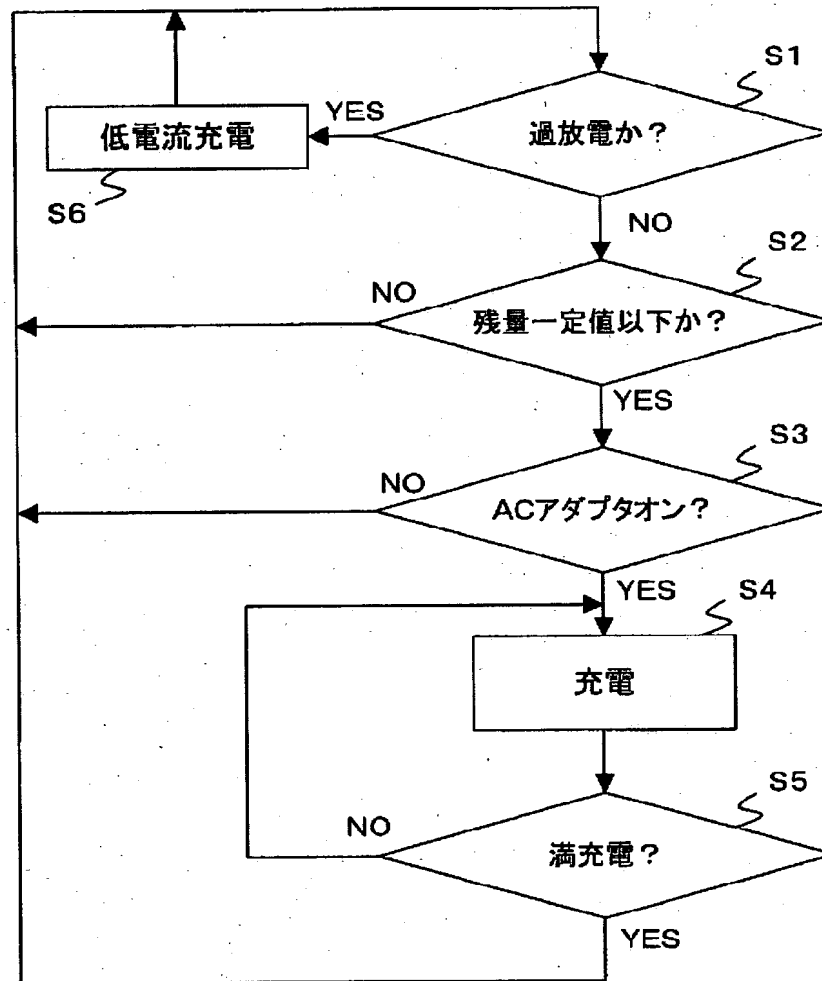 S1
過放電か?
YES
低電流充電
S6
NO
S2
残量一定値以下か?
NO
YES
S3
ACアダプタオン?
NO
YES
S4
充電
S5
満充電?
NO
YES